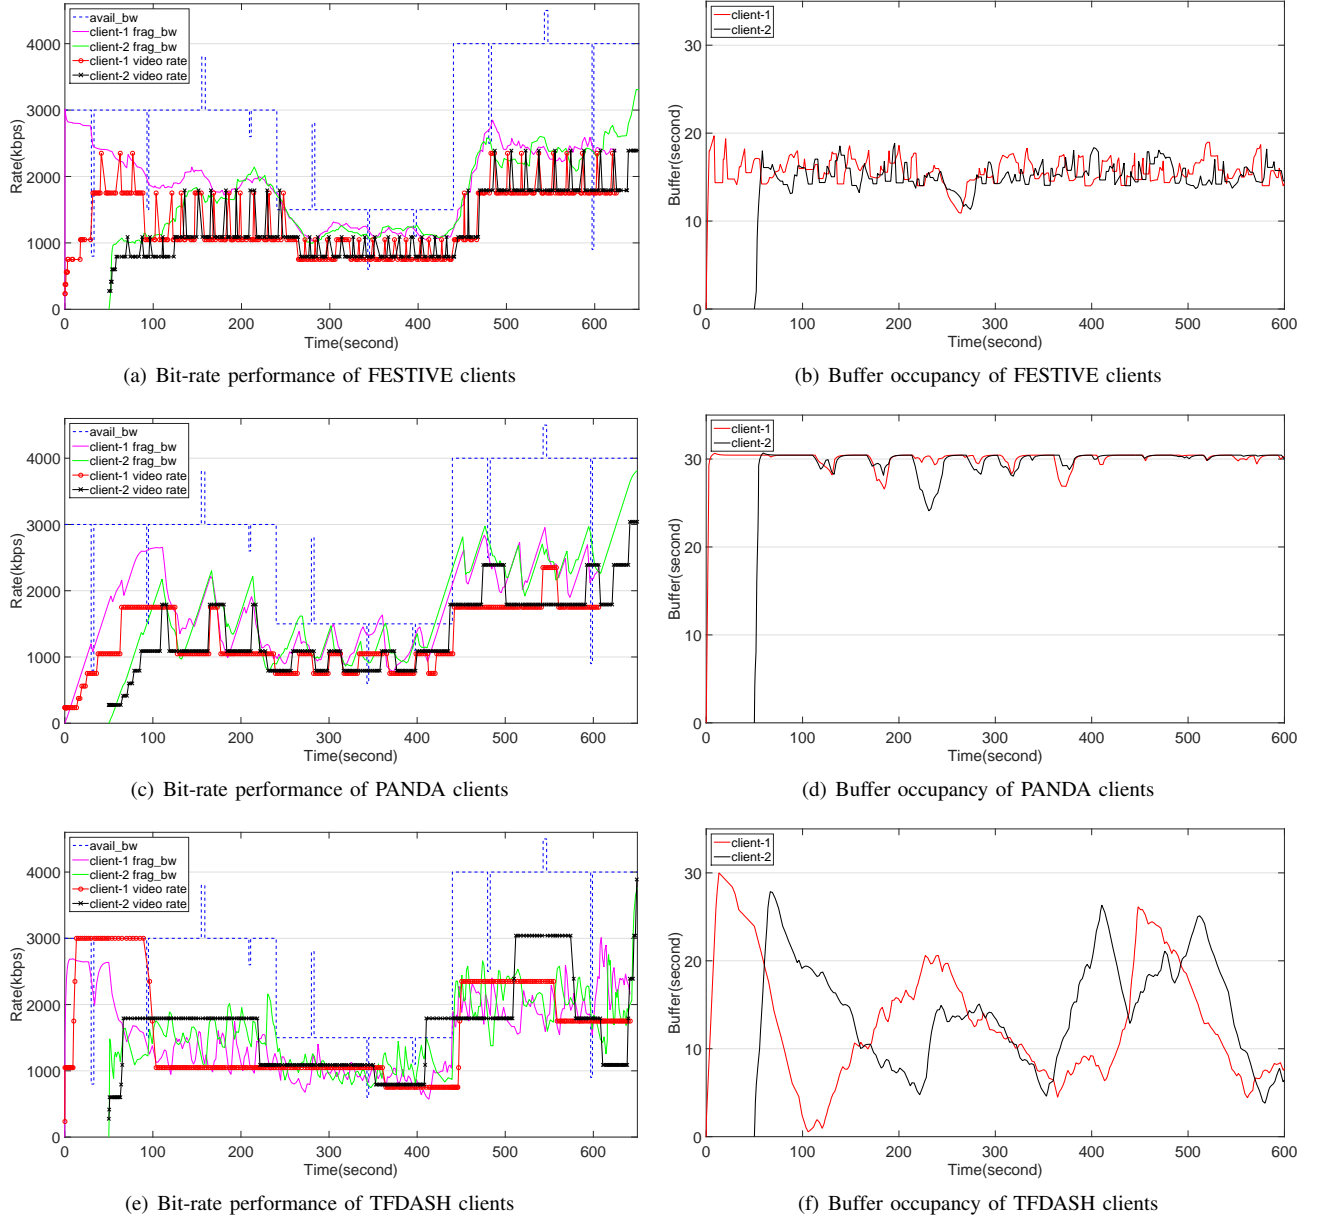 avail_bw
client-1 frag_bw
client-2 frag_bw
client-1 video rate
client-2 video rate
4000
3000
2000
1000
0
Rate(kbps)
0 100 200 300 400 500 600
Time(second)
(a) Bit-rate performance of FESTIVE clients
client-1
client-2
30
20
10
0
Buffer(second)
0 100 200 300 400 500 600
Time(second)
(b) Buffer occupancy of FESTIVE clients
avail_bw
client-1 frag_bw
client-2 frag_bw
client-1 video rate
client-2 video rate
4000
3000
2000
1000
0
Rate(kbps)
0 100 200 300 400 500 600
Time(second)
(c) Bit-rate performance of PANDA clients
client-1
client-2
30
20
10
0
Buffer(second)
0 100 200 300 400 500 600
Time(second)
(d) Buffer occupancy of PANDA clients
avail_bw
client-1 frag_bw
client-2 frag_bw
client-1 video rate
client-2 video rate
4000
3000
2000
1000
0
Rate(kbps)
0 100 200 300 400 500 600
Time(second)
(e) Bit-rate performance of TFDASH clients
client-1
client-2
30
20
10
0
Buffer(second)
0 100 200 300 400 500 600
Time(second)
(f) Buffer occupancy of TFDASH clients